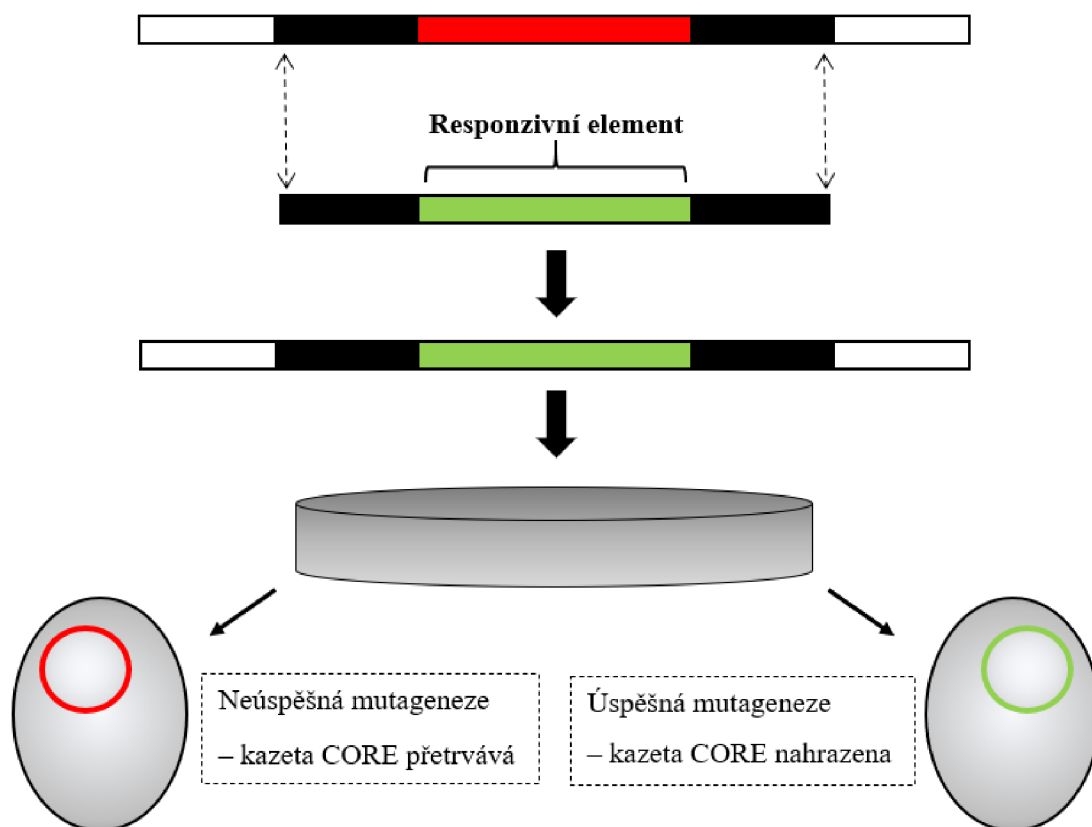 Responzivní element
Neúspěšná mutageneze
– kazeta CORE přetrvává
Úspěšná mutageneze
– kazeta CORE nahrazena